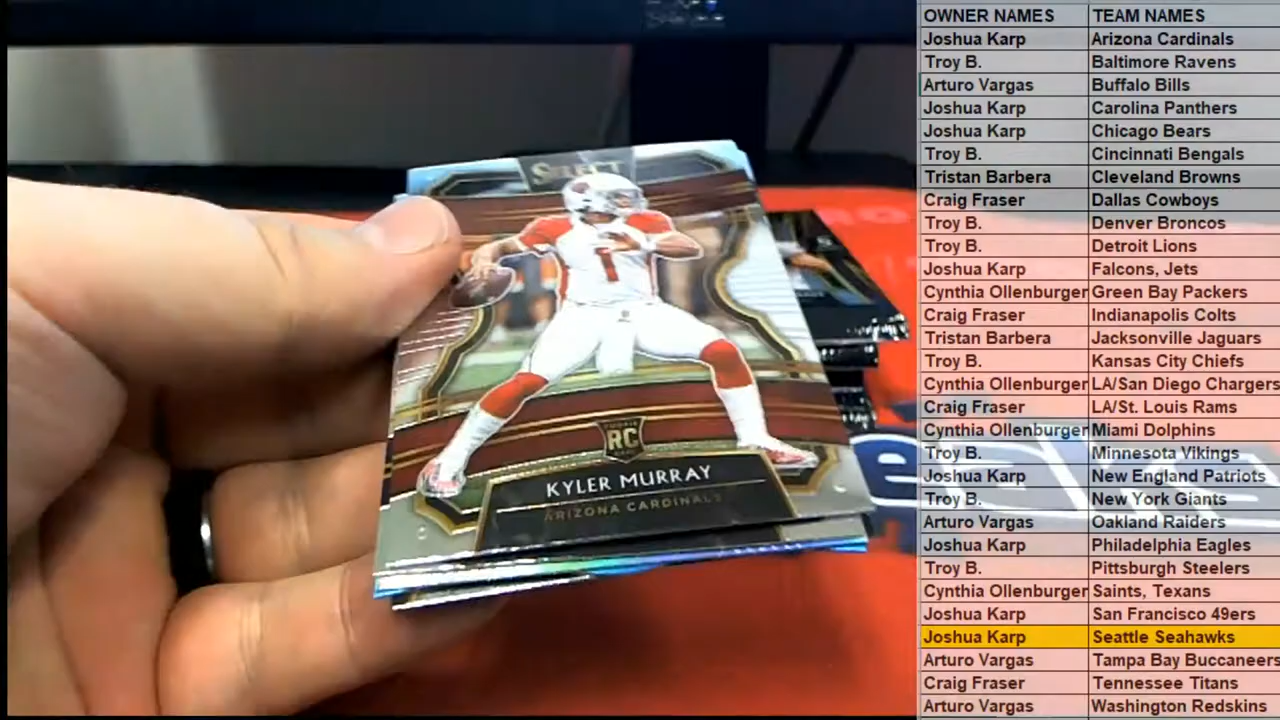 SELECT
1
ROOKIE
RC
KYLER MURRAY
ARIZONA CARDINALS
OWNER NAMES TEAM NAMES
Joshua Karp Arizona Cardinals
Troy B. Baltimore Ravens
Arturo Vargas Buffalo Bills
Joshua Karp Carolina Panthers
Joshua Karp Chicago Bears
Troy B. Cincinnati Bengals
Tristan Barbera Cleveland Browns
Craig Fraser Dallas Cowboys
Troy B. Denver Broncos
Troy B. Detroit Lions
Joshua Karp Falcons, Jets
Cynthia Ollenburger Green Bay Packers
Craig Fraser Indianapolis Colts
Tristan Barbera Jacksonville Jaguars
Troy B. Kansas City Chiefs
Cynthia Ollenburger LA/San Diego Chargers
Craig Fraser LA/St. Louis Rams
Cynthia Ollenburger Miami Dolphins
Troy B. Minnesota Vikings
Joshua Karp New England Patriots
Troy B. New York Giants
Arturo Vargas Oakland Raiders
Joshua Karp Philadelphia Eagles
Troy B. Pittsburgh Steelers
Cynthia Ollenburger Saints, Texans
Joshua Karp San Francisco 49ers
Joshua Karp Seattle Seahawks
Arturo Vargas Tampa Bay Buccaneers
Craig Fraser Tennessee Titans
Arturo Vargas Washington Redskins